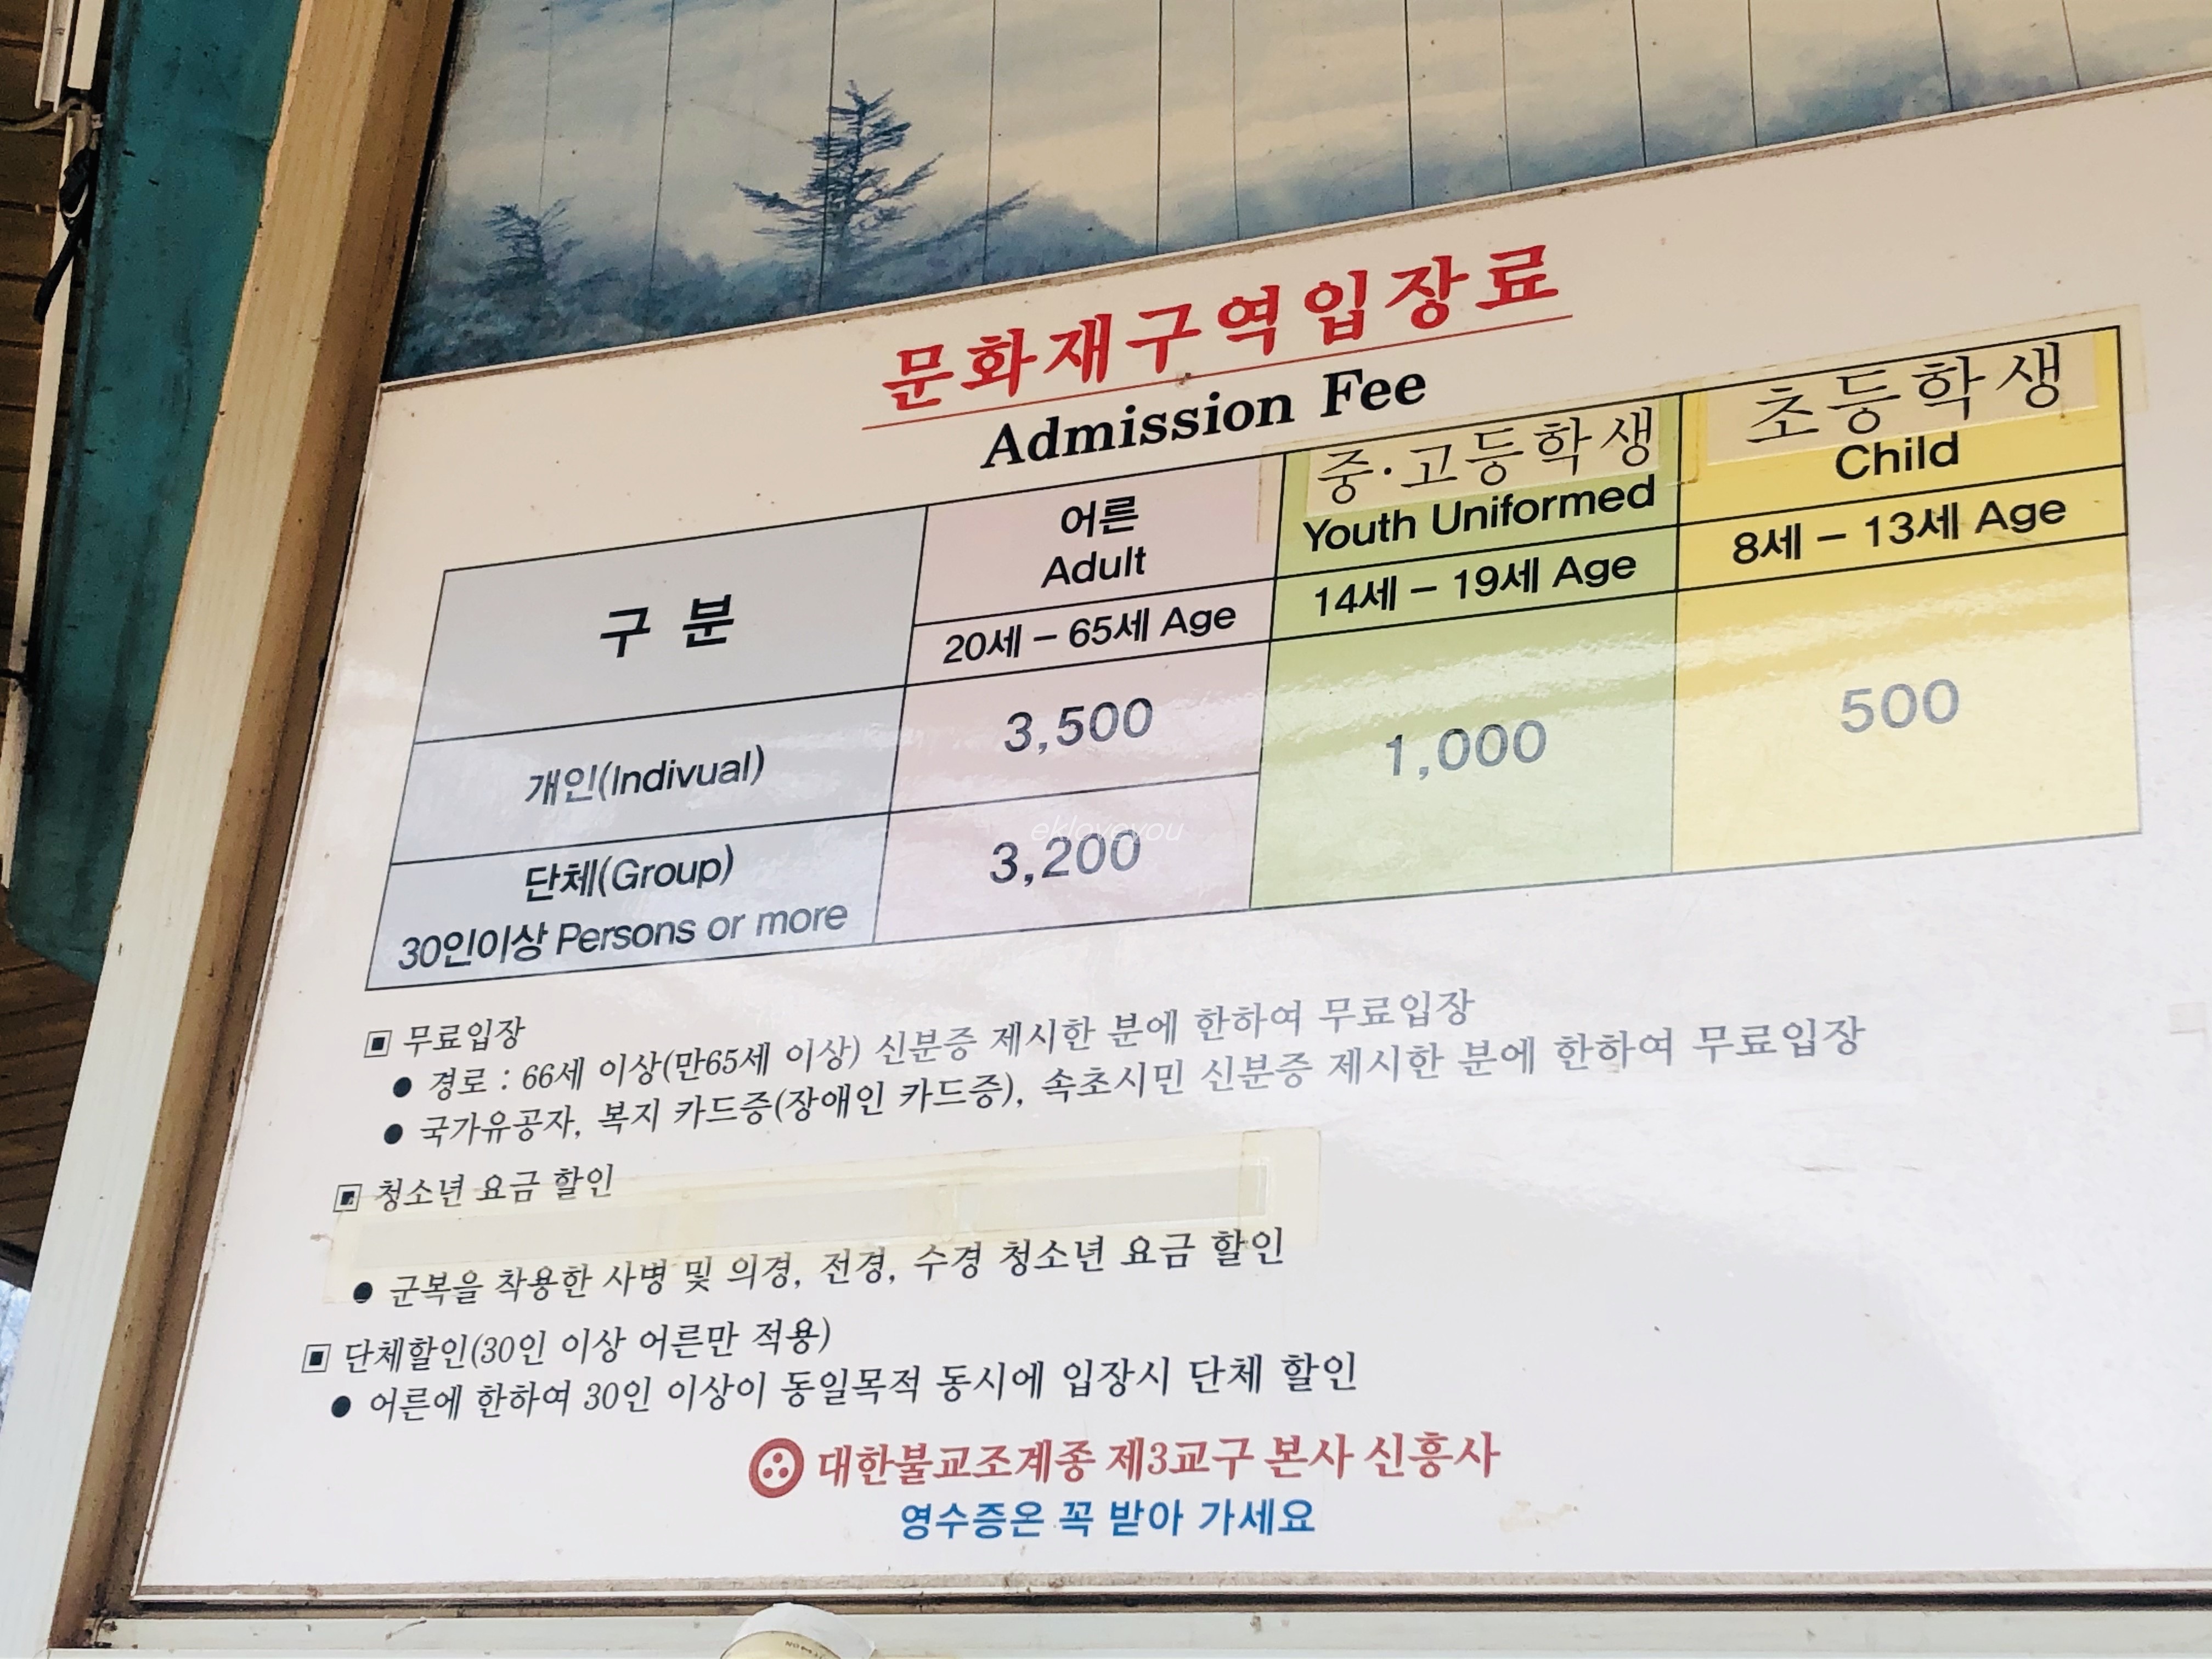 문화재구역입장료
Admission Fee
구 분
어른
Adult
20세 – 65세 Age
중·고등학생
Youth Uniformed
14세 – 19세 Age
초등학생
Child
8세 – 13세 Age
개인(Indivual)
3,500
1,000
500
단체(Group)
30인이상 Persons or more
3,200
ekloveyou
▣ 무료입장
● 경로 : 66세 이상(만65세 이상) 신분증 제시한 분에 한하여 무료입장
● 국가유공자, 복지 카드증(장애인 카드증), 속초시민 신분증 제시한 분에 한하여 무료입장
▣ 청소년 요금 할인
● 군복을 착용한 사병 및 의경, 전경, 수경 청소년 요금 할인
▣ 단체할인(30인 이상 어른만 적용)
● 어른에 한하여 30인 이상이 동일목적 동시에 입장시 단체 할인
대한불교조계종 제3교구 본사 신흥사
영수증은 꼭 받아 가세요